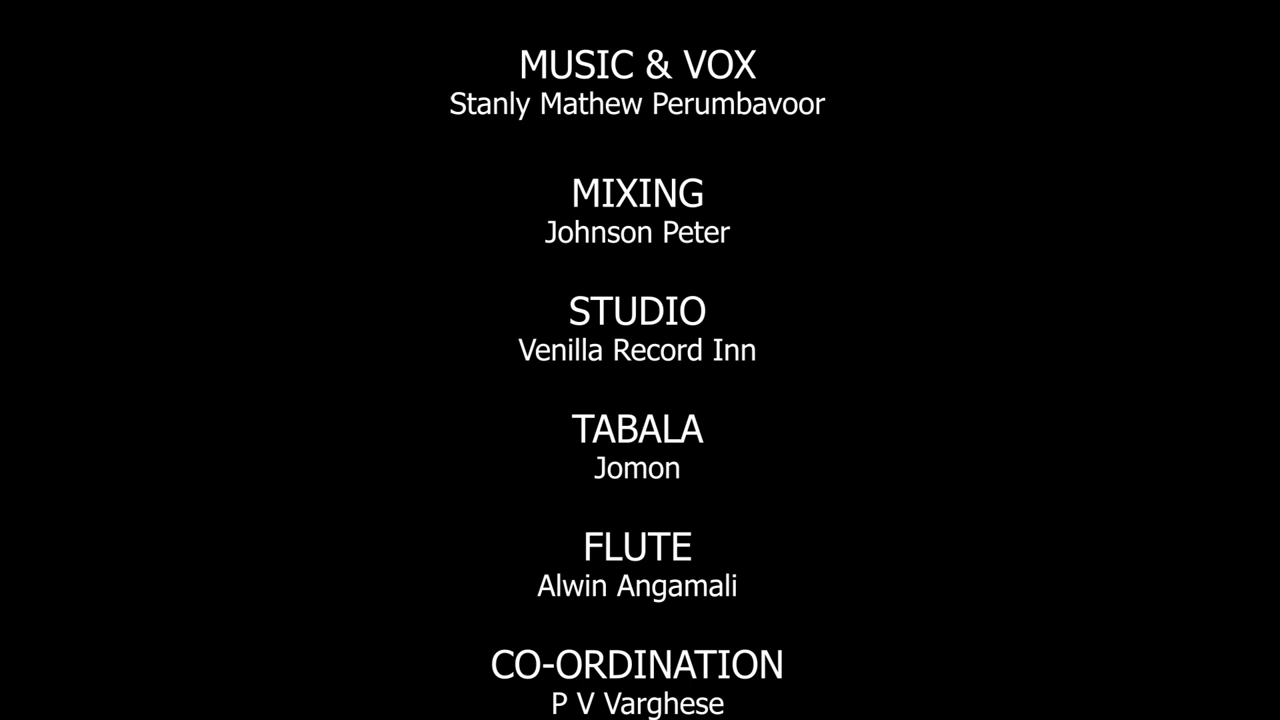 MUSIC & VOX
Stanly Mathew Perumbavoor
MIXING
Johnson Peter
STUDIO
Venilla Record Inn
TABALA
Jomon
FLUTE
Alwin Angamali
CO-ORDINATION
P V Varghese